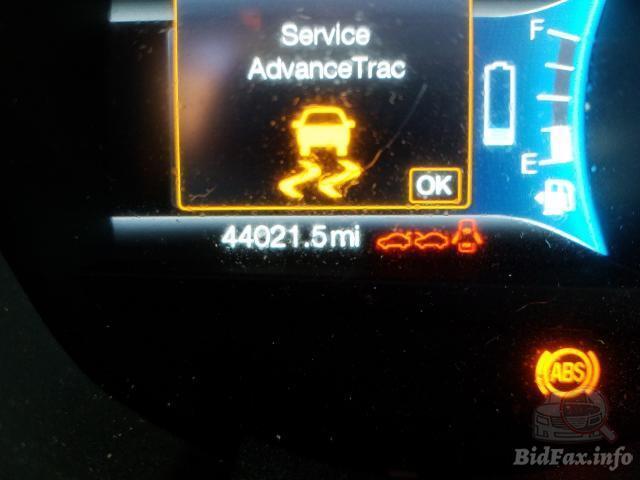 Service
AdvanceTrac
F
E
OK
44021.5mi
ABS
BidFax.info